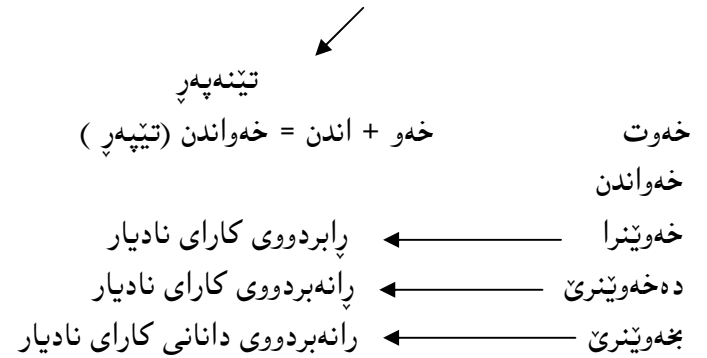 تێنەپەڕ
خەوت خەو + اندن = خەواندن (تێپەڕ )
خەواندن
خەوێنرا ڕابردووی کارای نادیار
دەخەوێنرێ ڕانەبردووی کارای نادیار
بخەوێنرێ رانەبردووی دانانی کارای نادیار